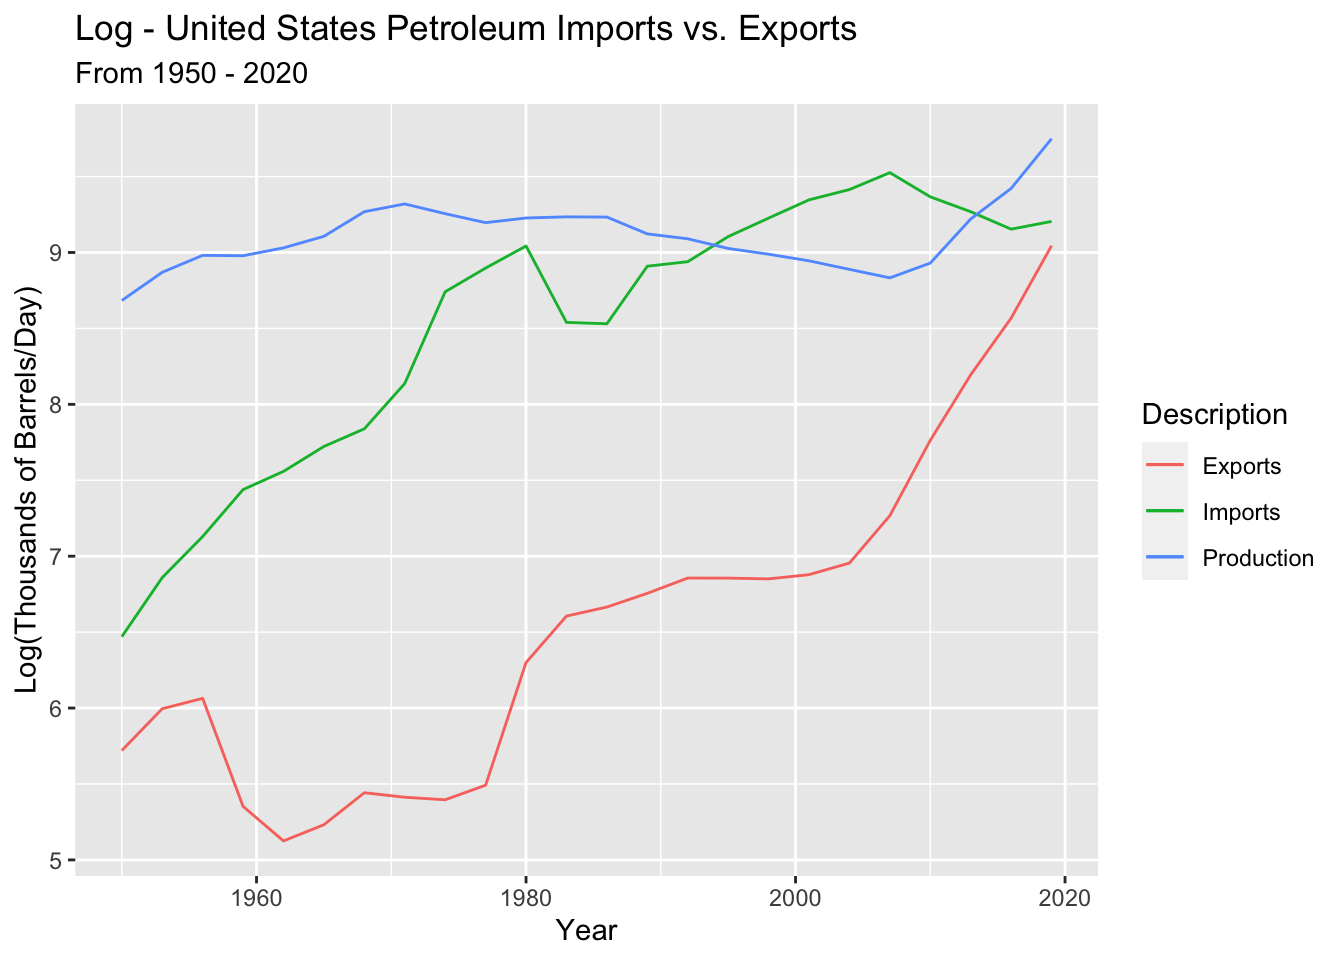 Log - United States Petroleum Imports vs. Exports
From 1950 - 2020
Log(Thousands of Barrels/Day)
9
8
7
6
5
1960
1980
2000
2020
Year
Description
Exports
Imports
Production